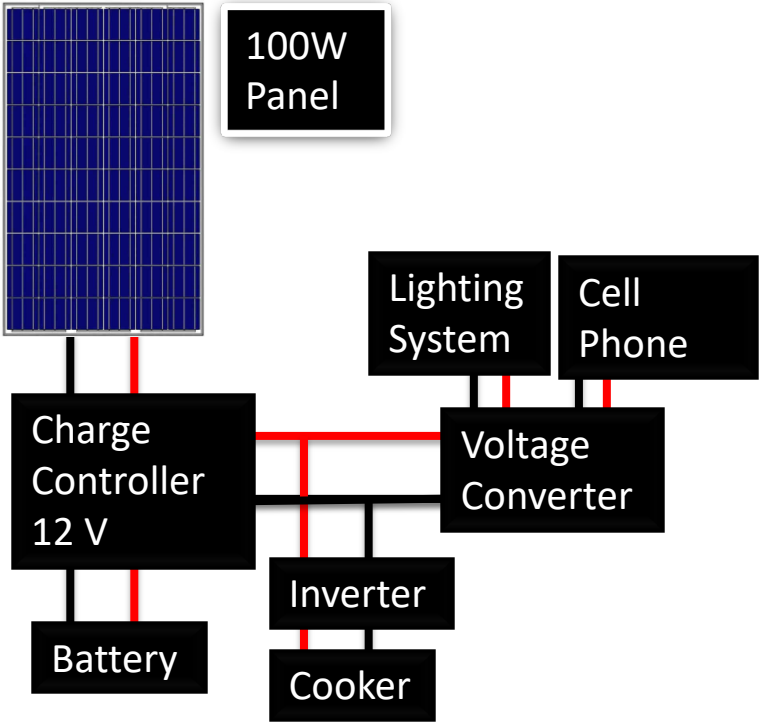 100W
Panel
Lighting
System
Cell
Phone
Charge
Controller
12 V
Voltage
Converter
Inverter
Battery
Cooker